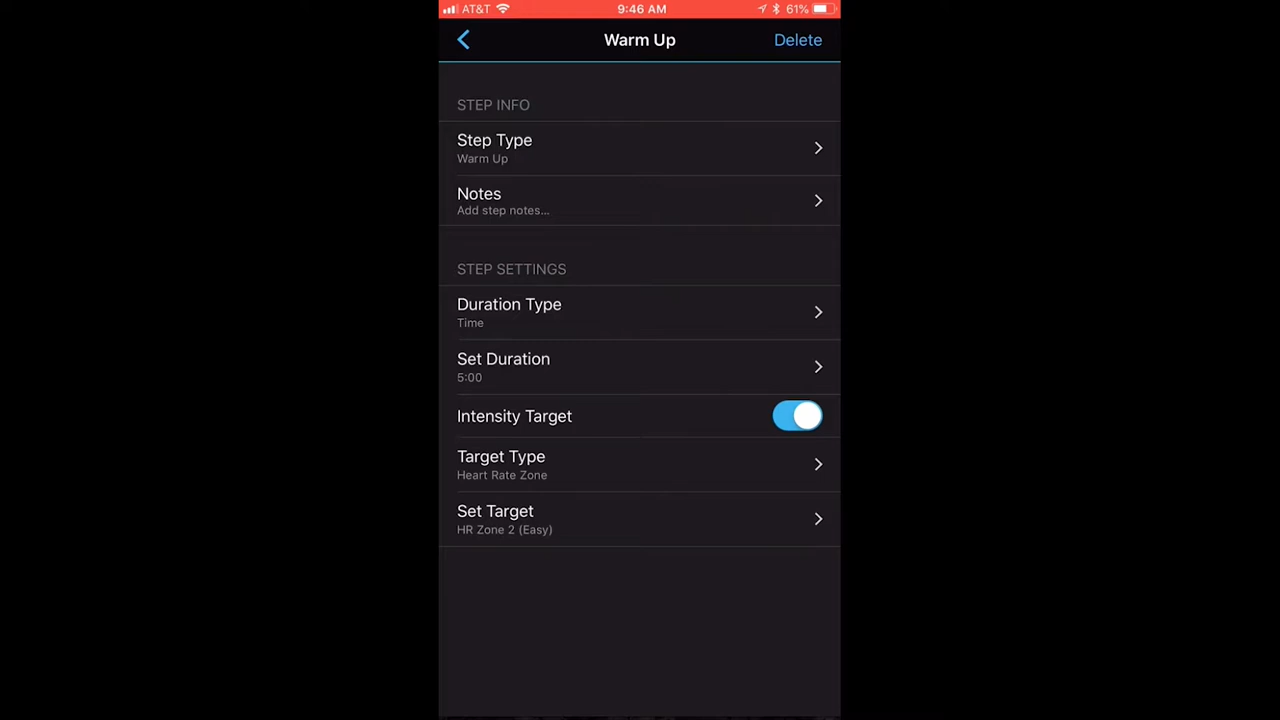 AT&T 9:46 AM 61%
Warm Up Delete
STEP INFO
Step Type
Warm Up
Notes
Add step notes...
STEP SETTINGS
Duration Type
Time
Set Duration
5:00
Intensity Target
Target Type
Heart Rate Zone
Set Target
HR Zone 2 (Easy)